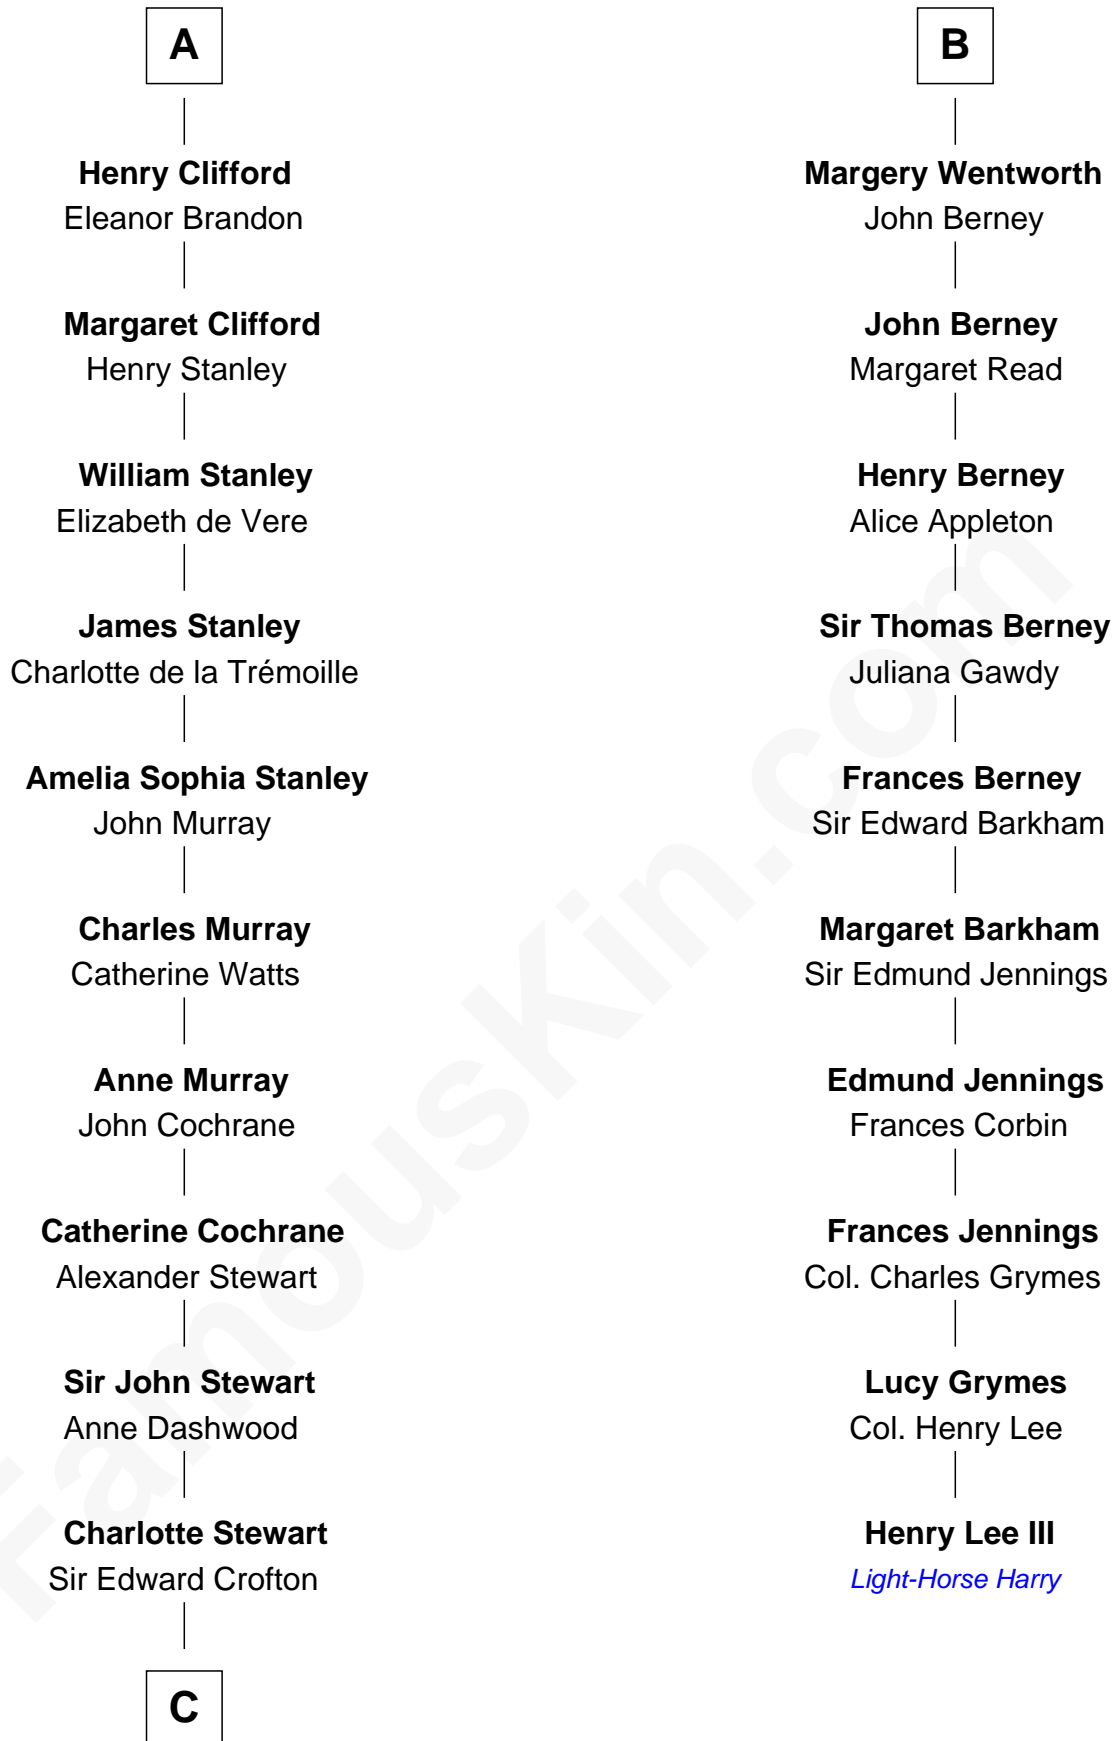 A
Henry Clifford
Eleanor Brandon
Margaret Clifford
Henry Stanley
William Stanley
Elizabeth de Vere
James Stanley
Charlotte de la Trémoille
Amelia Sophia Stanley
John Murray
Charles Murray
Catherine Watts
Anne Murray
John Cochrane
Catherine Cochrane
Alexander Stewart
Sir John Stewart
Anne Dashwood
Charlotte Stewart
Sir Edward Crofton
C
B
Margery Wentworth
John Berney
John Berney
Margaret Read
Henry Berney
Alice Appleton
Sir Thomas Berney
Juliana Gawdy
Frances Berney
Sir Edward Barkham
Margaret Barkham
Sir Edmund Jennings
Edmund Jennings
Frances Corbin
Frances Jennings
Col. Charles Grymes
Lucy Grymes
Col. Henry Lee
Henry Lee III
Light-Horse Harry
FamousKin.com